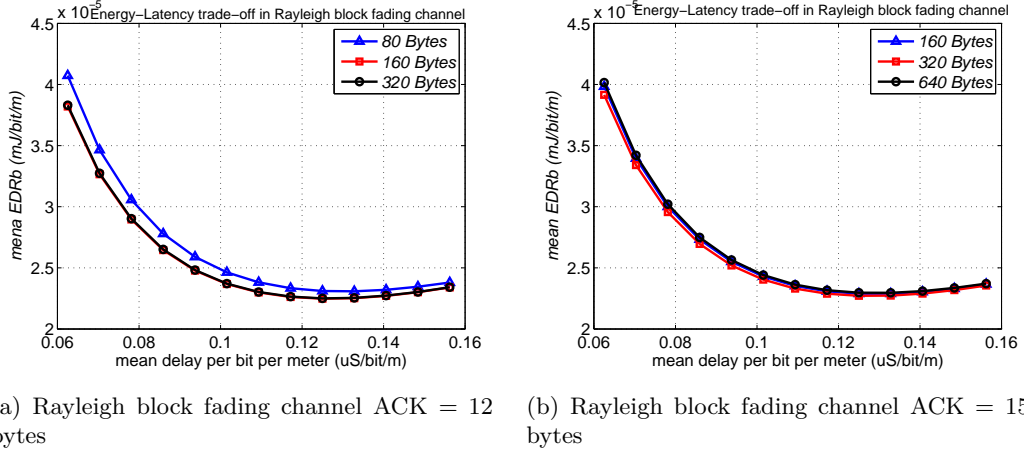 x 10⁻⁵
Energy−Latency trade−off in Rayleigh block fading channel
4.5
4
3.5
3
2.5
2
mena EDRb (mJ/bit/m)
80 Bytes
160 Bytes
320 Bytes
0.06 0.08 0.1 0.12 0.14 0.16
mean delay per bit per meter (uS/bit/m)
a) Rayleigh block fading channel ACK = 12
bytes
x 10⁻⁵
Energy−Latency trade−off in Rayleigh block fading channel
4.5
4
3.5
3
2.5
2
mean EDRb (mJ/bit/m)
160 Bytes
320 Bytes
640 Bytes
0.06 0.08 0.1 0.12 0.14 0.16
mean delay per bit per meter (uS/bit/m)
(b) Rayleigh block fading channel ACK = 15
bytes